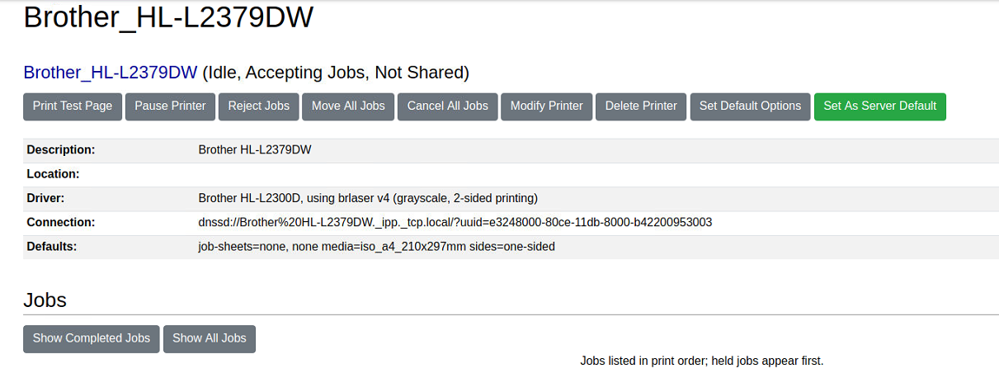 Brother_HL-L2379DW
Brother_HL-L2379DW (Idle, Accepting Jobs, Not Shared)
Print Test Page Pause Printer Reject Jobs Move All Jobs Cancel All Jobs Modify Printer Delete Printer Set Default Options Set As Server Default
Description: Brother HL-L2379DW
Location:
Driver: Brother HL-L2300D, using brlaser v4 (grayscale, 2-sided printing)
Connection: dnssd://Brother%20HL-L2379DW._ipp._tcp.local/?uuid=e3248000-80ce-11db-8000-b42200953003
Defaults: job-sheets=none, none media=iso_a4_210x297mm sides=one-sided
Jobs
Show Completed Jobs Show All Jobs
Jobs listed in print order; held jobs appear first.